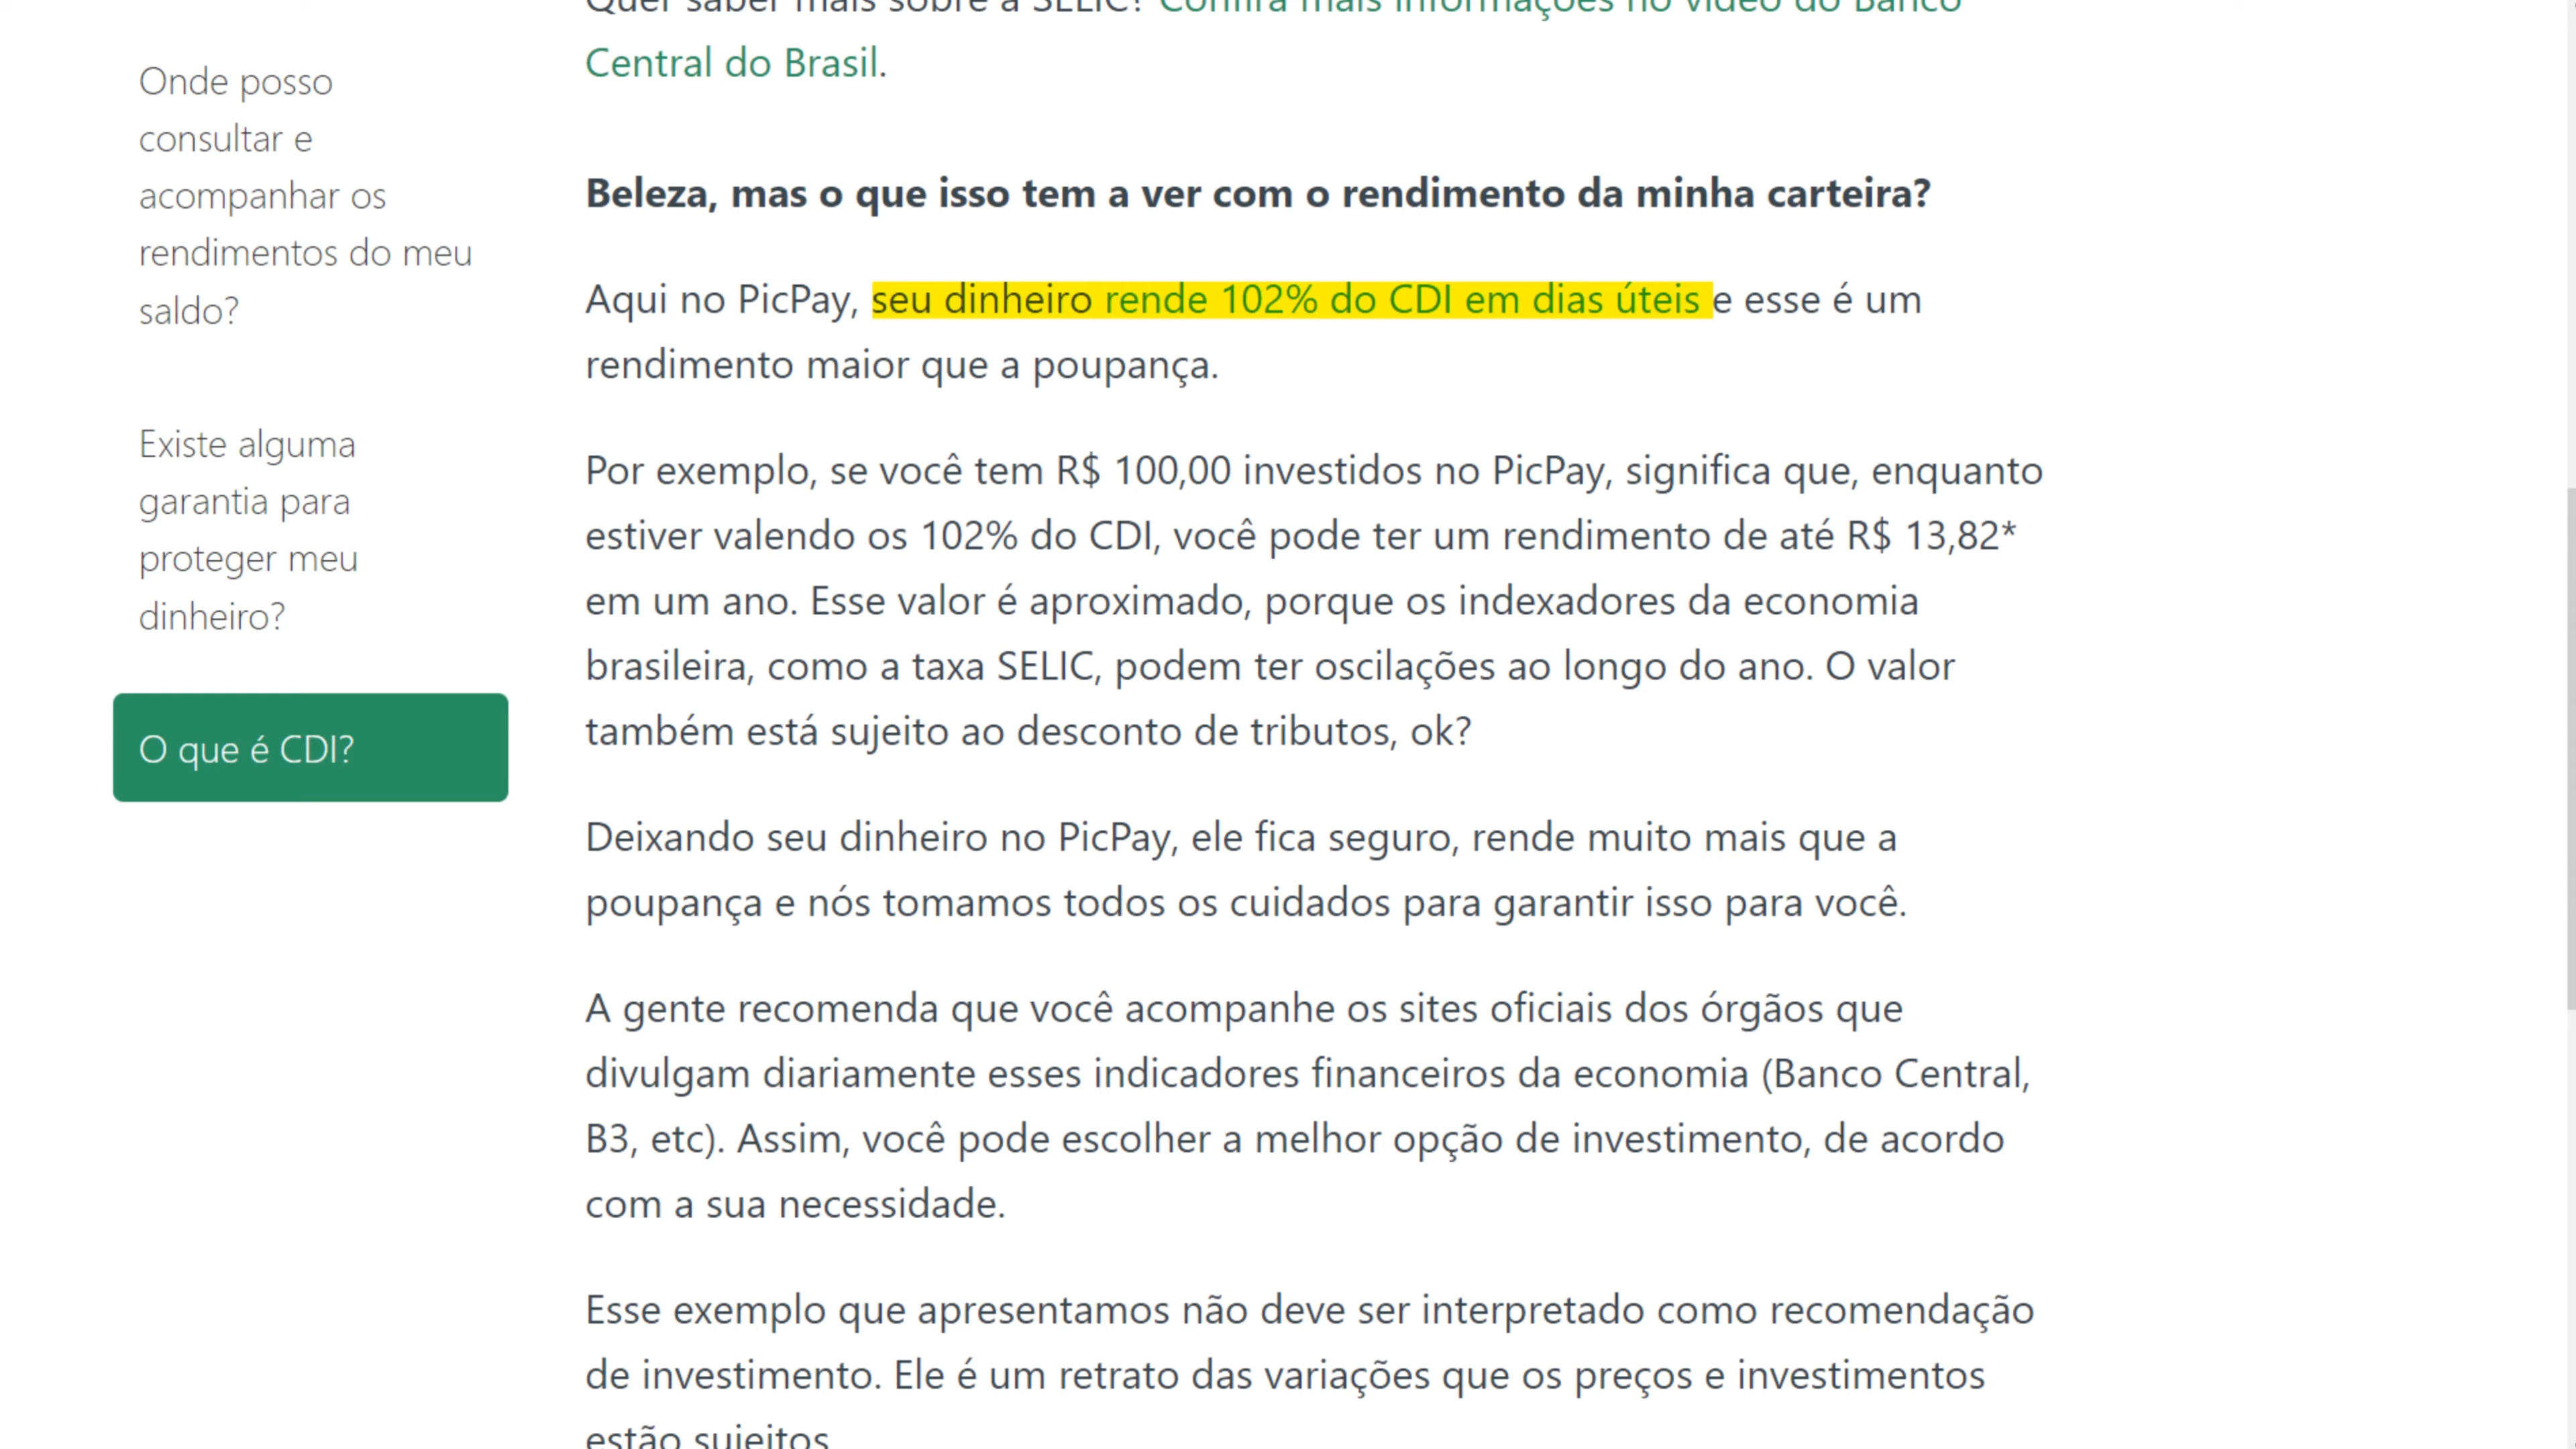 Onde posso
consultar e
acompanhar os
rendimentos do meu
saldo?
Existe alguma
garantia para
proteger meu
dinheiro?
O que é CDI?
Quer saber mais sobre a SELIC? Confira mais informações no vídeo do Banco
Central do Brasil.
Beleza, mas o que isso tem a ver com o rendimento da minha carteira?
Aqui no PicPay, seu dinheiro rende 102% do CDI em dias úteis e esse é um
rendimento maior que a poupança.
Por exemplo, se você tem R$ 100,00 investidos no PicPay, significa que, enquanto
estiver valendo os 102% do CDI, você pode ter um rendimento de até R$ 13,82*
em um ano. Esse valor é aproximado, porque os indexadores da economia
brasileira, como a taxa SELIC, podem ter oscilações ao longo do ano. O valor
também está sujeito ao desconto de tributos, ok?
Deixando seu dinheiro no PicPay, ele fica seguro, rende muito mais que a
poupança e nós tomamos todos os cuidados para garantir isso para você.
A gente recomenda que você acompanhe os sites oficiais dos órgãos que
divulgam diariamente esses indicadores financeiros da economia (Banco Central,
B3, etc). Assim, você pode escolher a melhor opção de investimento, de acordo
com a sua necessidade.
Esse exemplo que apresentamos não deve ser interpretado como recomendação
de investimento. Ele é um retrato das variações que os preços e investimentos
estão sujeitos